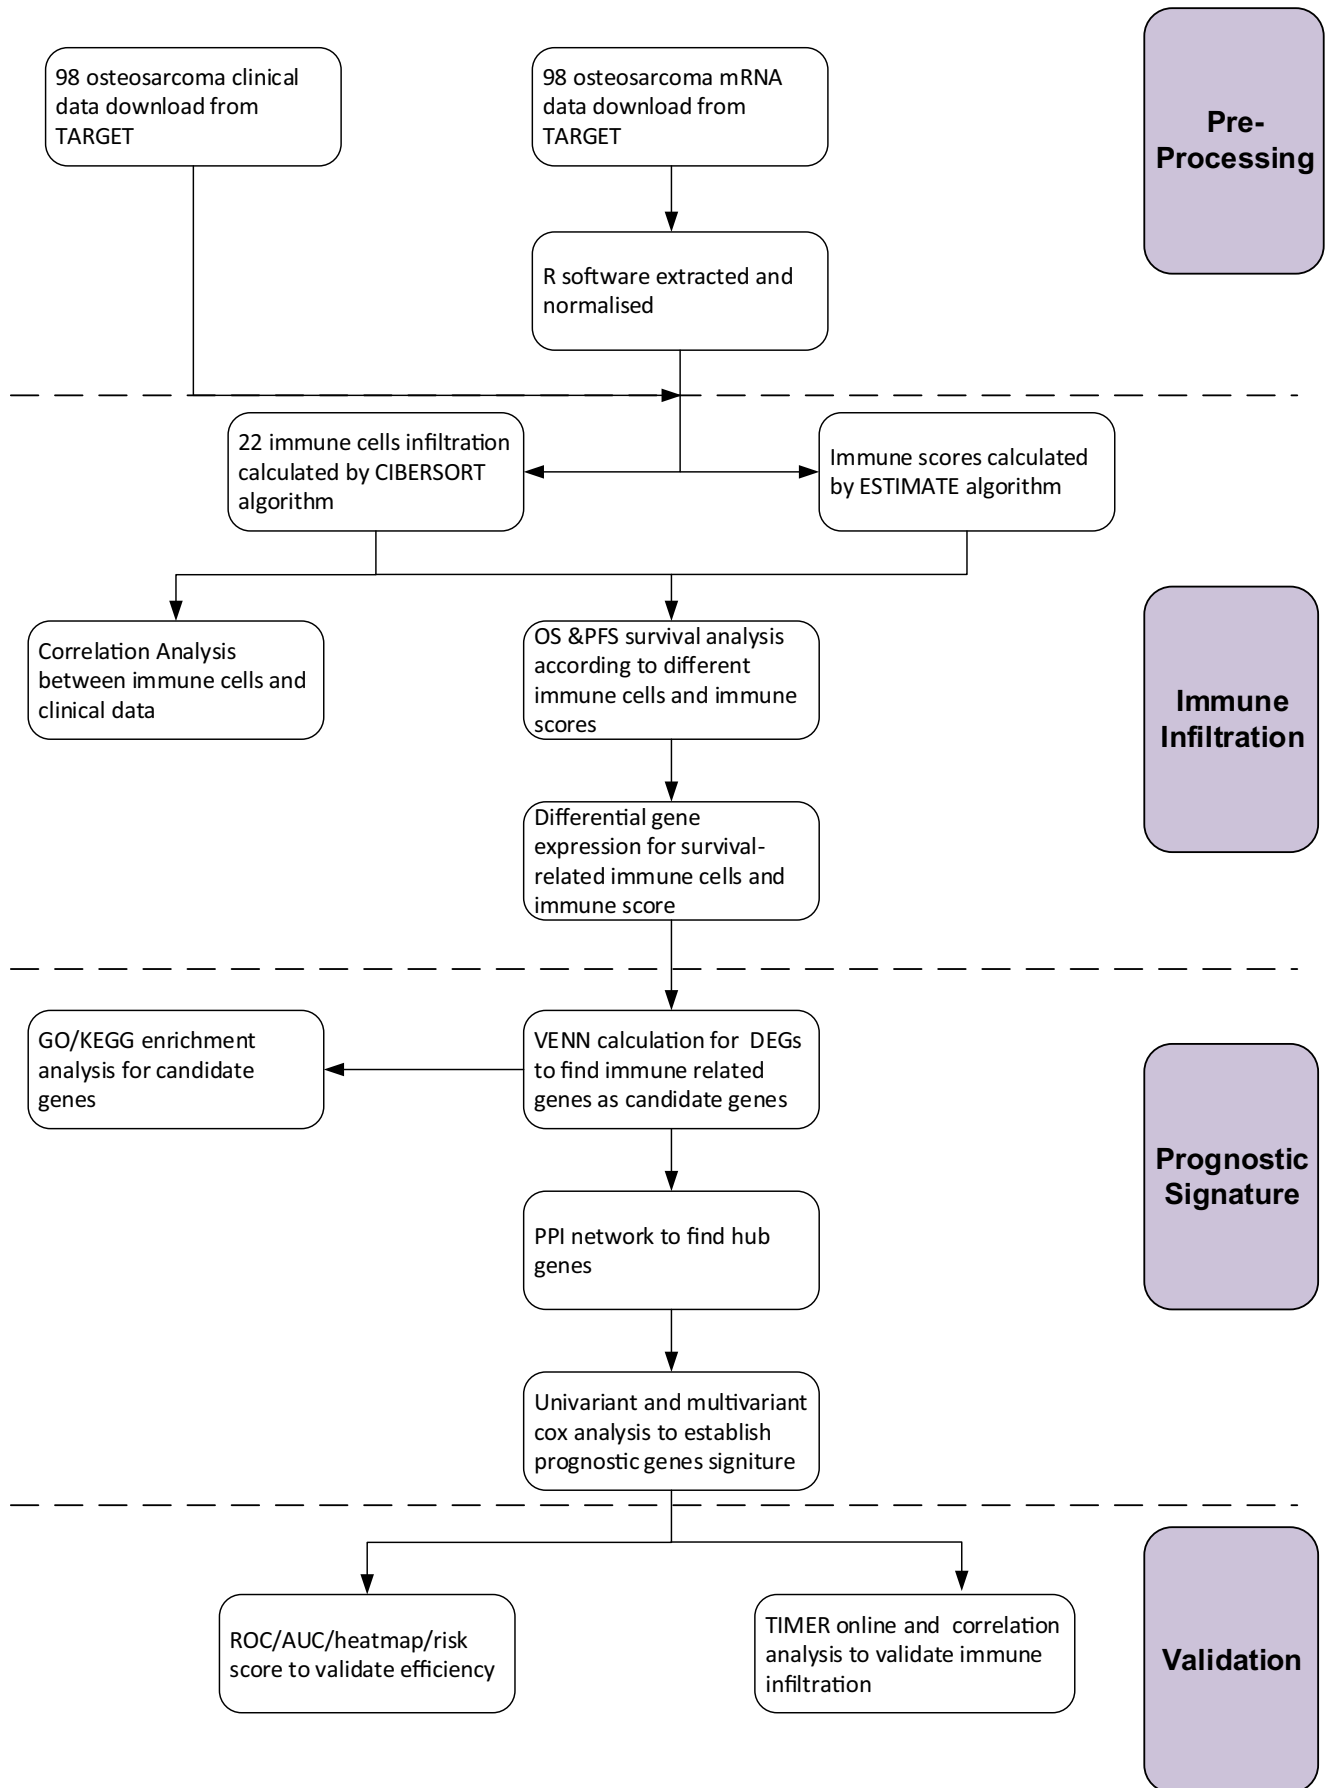 98 osteosarcoma clinical
data download from
TARGET
98 osteosarcoma mRNA
data download from
TARGET
Pre-
Processing
R software extracted and
normalised
22 immune cells infiltration
calculated by CIBERSORT
algorithm
Immune scores calculated
by ESTIMATE algorithm
Correlation Analysis
between immune cells and
clinical data
OS &PFS survival analysis
according to different
immune cells and immune
scores
Immune
Infiltration
Differential gene
expression for survival-
related immune cells and
immune score
GO/KEGG enrichment
analysis for candidate
genes
VENN calculation for  DEGs
to find immune related
genes as candidate genes
Prognostic
Signature
PPI network to find hub
genes
Univariant and multivariant
cox analysis to establish
prognostic genes signiture
ROC/AUC/heatmap/risk
score to validate efficiency
TIMER online and  correlation
analysis to validate immune
infiltration
Validation